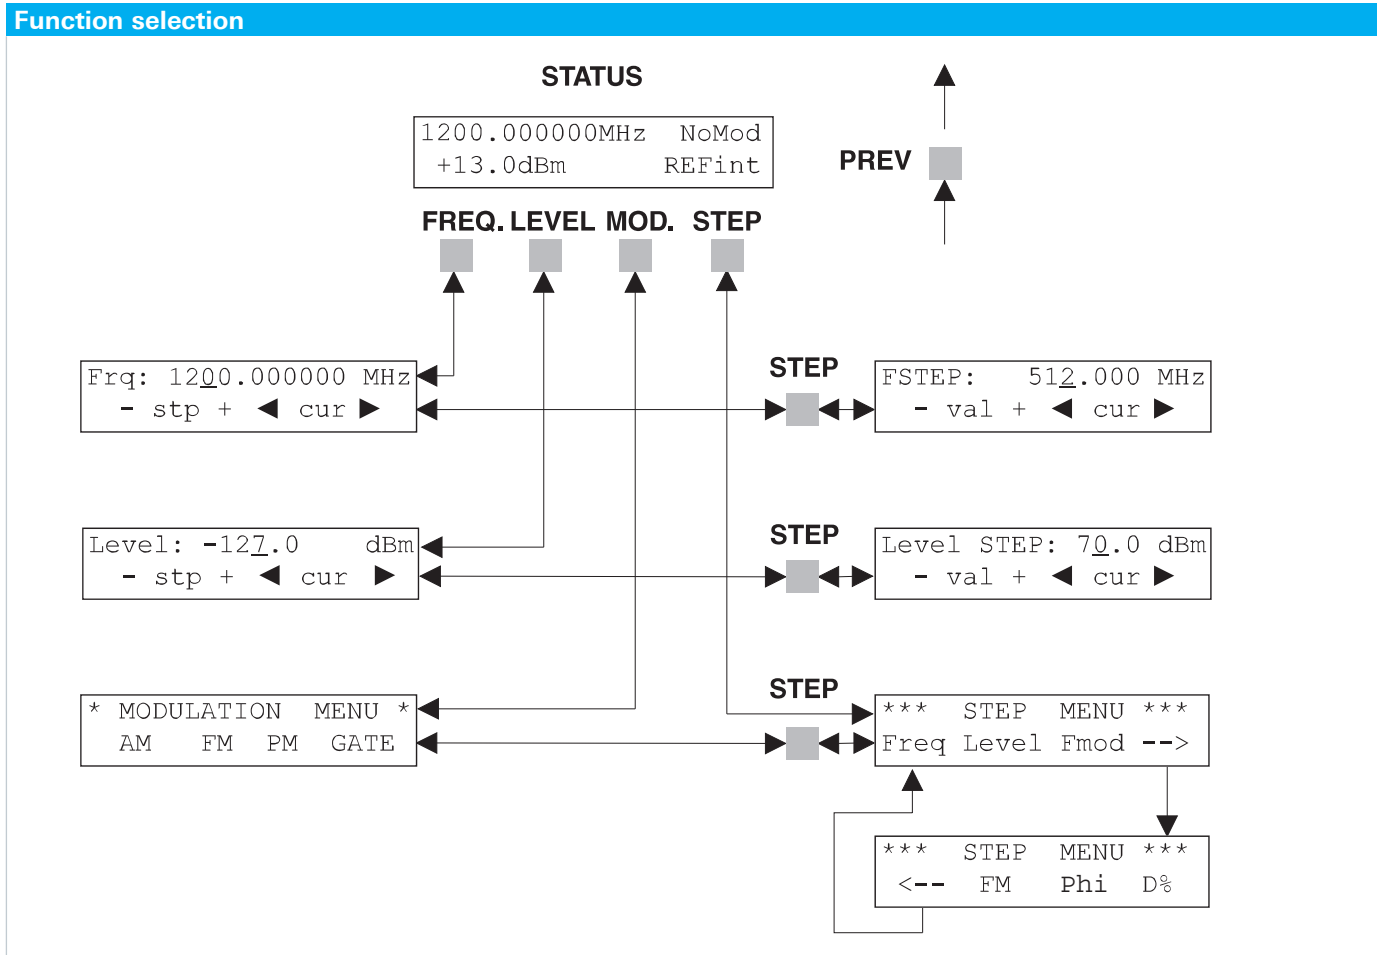 Function selection
STATUS
1200.000000MHz NoMod
+13.0dBm REFint
PREV
FREQ. LEVEL MOD. STEP
Frq: 1200.000000 MHz
- stp + ◀ cur ▶
STEP
FSTEP: 512.000 MHz
- val + ◀ cur ▶
Level: -127.0 dBm
- stp + ◀ cur ▶
STEP
Level STEP: 70.0 dBm
- val + ◀ cur ▶
* MODULATION MENU *
AM FM PM GATE
STEP
*** STEP MENU ***
Freq Level Fmod -->
*** STEP MENU ***
<-- FM Phi D%